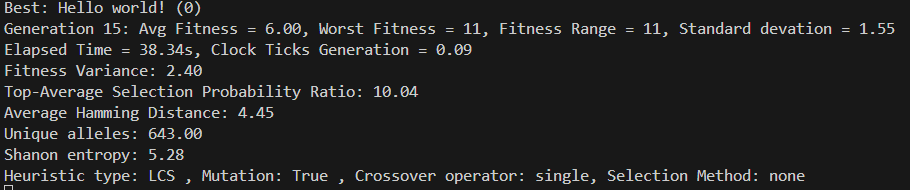 Best: Hello world! (0)
Generation 15: Avg Fitness = 6.00, Worst Fitness = 11, Fitness Range = 11, Standard devation = 1.55
Elapsed Time = 38.34s, Clock Ticks Generation = 0.09
Fitness Variance: 2.40
Top-Average Selection Probability Ratio: 10.04
Average Hamming Distance: 4.45
Unique alleles: 643.00
Shanon entropy: 5.28
Heuristic type: LCS , Mutation: True , Crossover operator: single, Selection Method: none